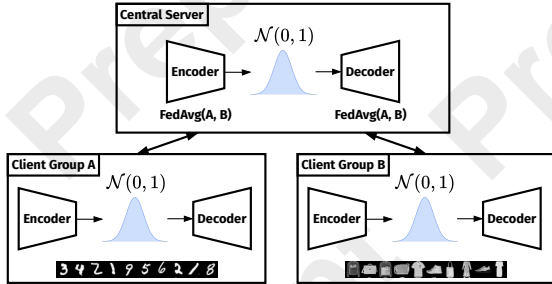 Central Server
𝒩(0, 1)
Encoder
Decoder
FedAvg(A, B)
FedAvg(A, B)
Client Group A
𝒩(0, 1)
Encoder
Decoder
3 4 2 1 9 5 6 2 1 8
Client Group B
𝒩(0, 1)
Encoder
Decoder